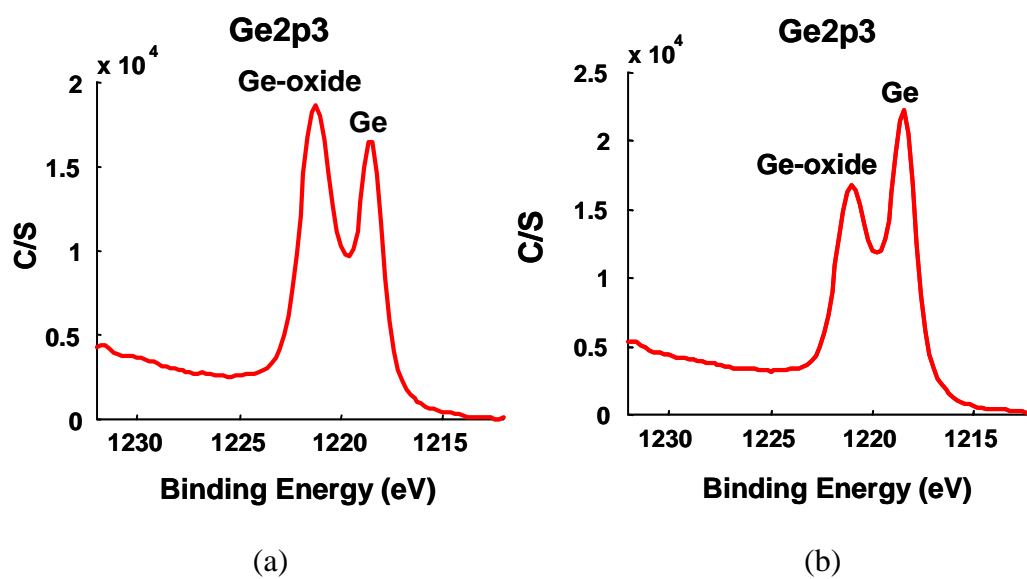 Ge2p3
x 10^4
Ge-oxide
Ge
2
1.5
1
0.5
0
C/S
1230 1225 1220 1215
Binding Energy (eV)
(a)
Ge2p3
x 10^4
Ge
Ge-oxide
2.5
2
1.5
1
0.5
0
C/S
1230 1225 1220 1215
Binding Energy (eV)
(b)